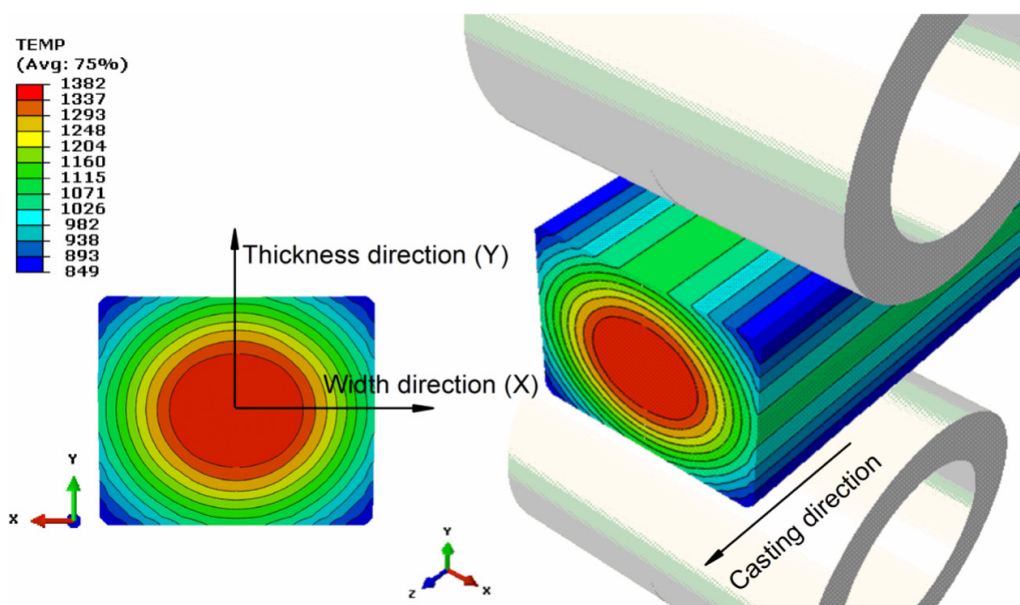 TEMP
(Avg: 75%)
1382
1337
1293
1248
1204
1160
1115
1071
1026
982
938
893
849
Thickness direction (Y)
Width direction (X)
Y
X
Y
Z
X
Casting direction